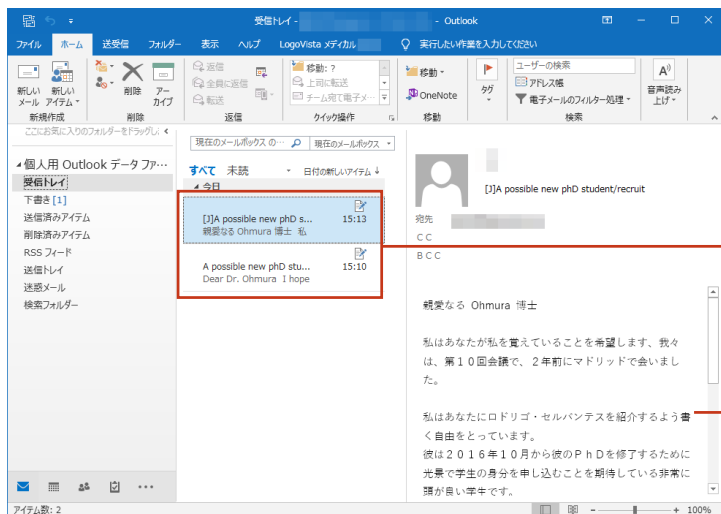 受信トレイ - - Outlook
ファイル ホーム 送受信 フォルダー 表示 ヘルプ LogoVista メディカル 実行したい作業を入力してください
新しい メール
新しい アイテム
新規作成
削除
アーカイブ
削除
返信
全員に返信
転送
返信
移動: ?
上司に転送
チーム宛て電子メ…
クイック操作
移動
OneNote
移動
タグ
ユーザーの検索
アドレス帳
電子メールのフィルター処理
検索
音声読み上げ
ここにお気に入りのフォルダーをドラッグし:
個人用 Outlook データ ファ…
受信トレイ
下書き [1]
送信済みアイテム
削除済みアイテム
RSS フィード
送信トレイ
迷惑メール
検索フォルダー
現在のメールボックス の… 現在のメールボックス
すべて 未読 日付の新しいアイテム ↓
今日
[J]A possible new phD s... 15:13
親愛なる Ohmura 博士 私
A possible new phD stu... 15:10
Dear Dr. Ohmura I hope
[J]A possible new phD student/recruit
宛先
C C
B C C
親愛なる Ohmura 博士
私はあなたが私を覚えていることを希望します、我々
は、第１０回会議で、２年前にマドリッドで会いまし
た。
私はあなたにロドリゴ・セルバンテスを紹介するよう書
く自由をとっています。
彼は２０１６年１０月から彼のＰｈＤを修了するために
光景で学生の身分を申し込むことを期待している非常に
頭が良い学生です。
アイテム数: 2
100%